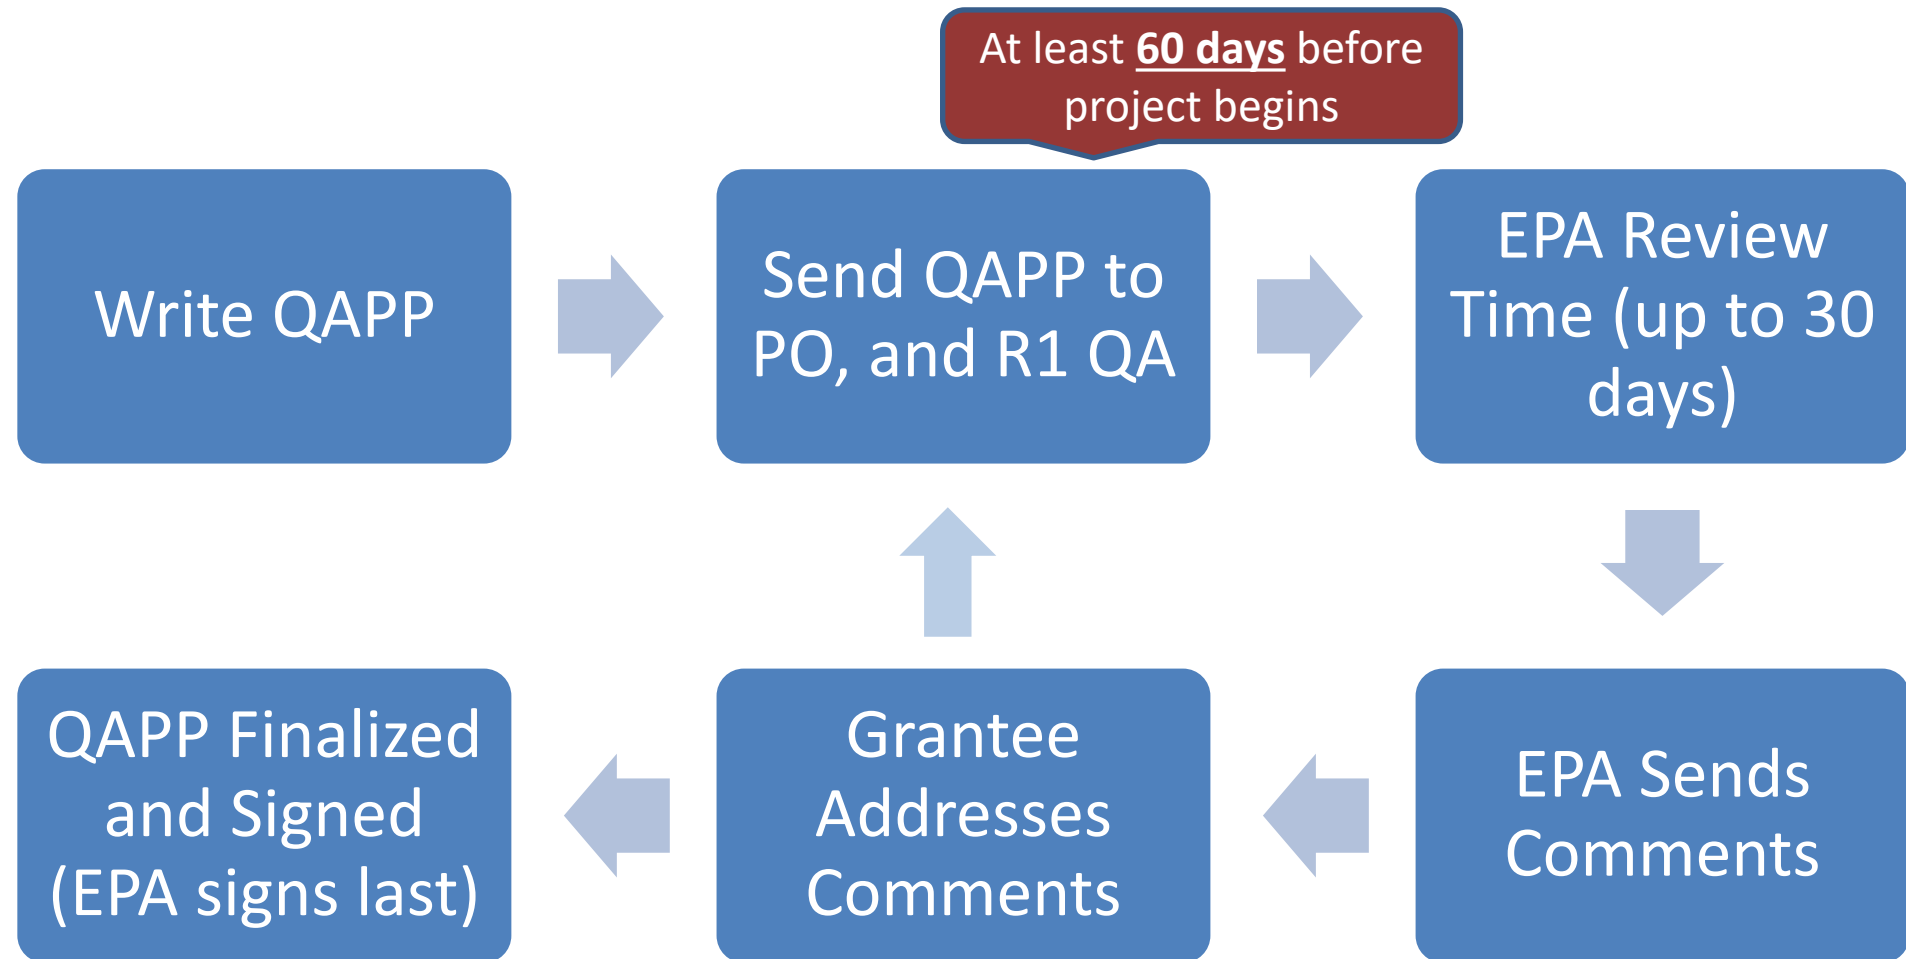 At least 60 days before
project begins
Write QAPP
Send QAPP to
PO, and R1 QA
EPA Review
Time (up to 30
days)
EPA Sends
Comments
Grantee
Addresses
Comments
QAPP Finalized
and Signed
(EPA signs last)